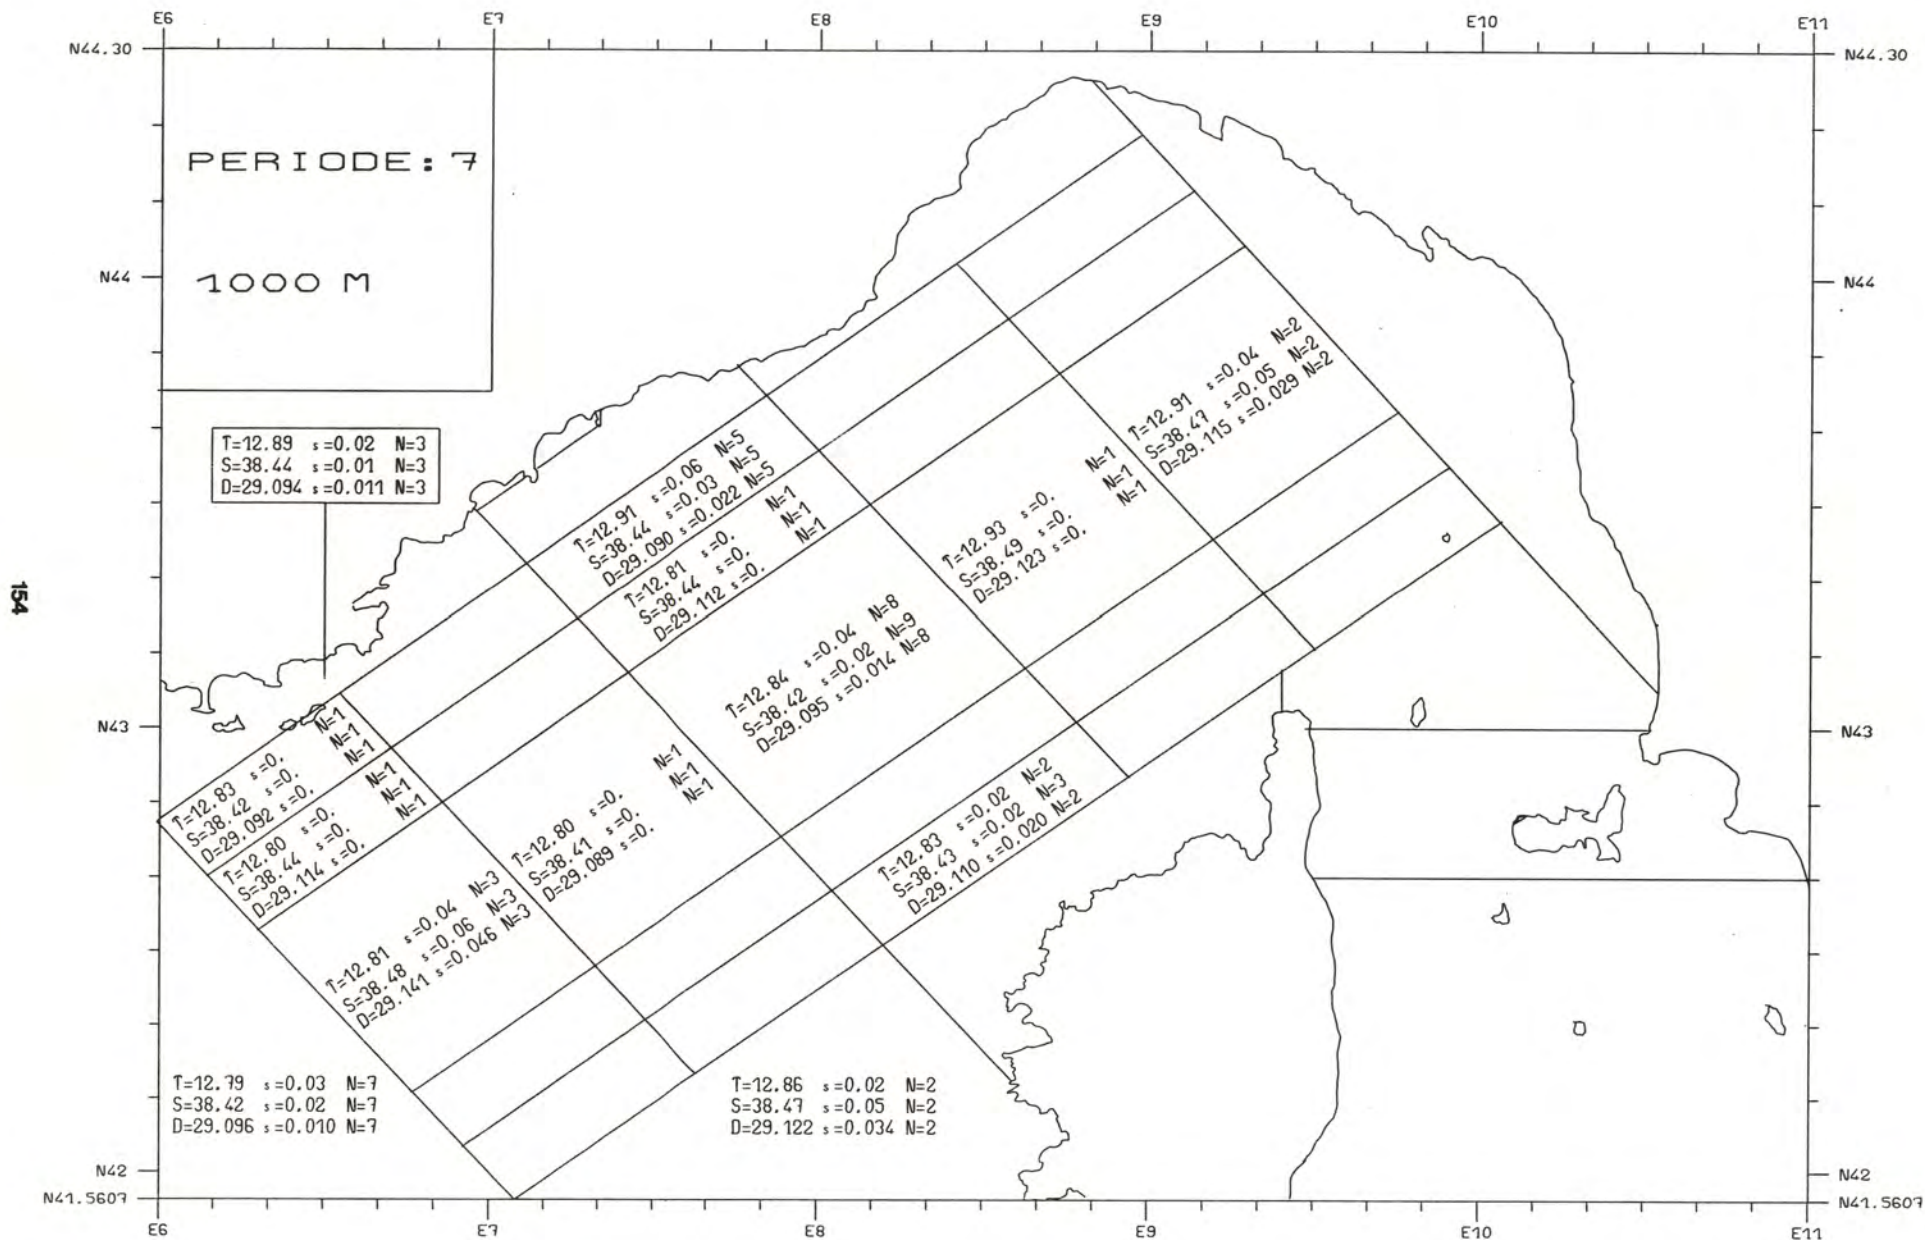 E6 E7 E8 E9 E10 E11
N44.30 N44.30
PERIODE: 7
1000 M
N44 N44
T=12.89 s=0.02 N=3
S=38.44 s=0.01 N=3
D=29.094 s=0.011 N=3
T=12.91 s=0.04 N=2
S=38.47 s=0.05 N=2
D=29.115 s=0.029 N=2
T=12.91 s=0.06 N=5
S=38.44 s=0.03 N=5
D=29.090 s=0.022 N=5
T=12.81 s=0. N=1
S=38.44 s=0. N=1
D=29.112 s=0. N=1
T=12.93 s=0. N=1
S=38.49 s=0. N=1
D=29.123 s=0. N=1
154
T=12.84 s=0.04 N=8
S=38.42 s=0.02 N=9
D=29.095 s=0.014 N=8
N43 N43
T=12.83 s=0. N=1
S=38.42 s=0. N=1
D=29.092 s=0. N=1
T=12.80 s=0. N=1
S=38.44 s=0. N=1
D=29.114 s=0. N=1
T=12.80 s=0. N=1
S=38.41 s=0. N=1
D=29.089 s=0. N=1
T=12.83 s=0.02 N=2
S=38.43 s=0.02 N=3
D=29.110 s=0.020 N=2
T=12.81 s=0.04 N=3
S=38.48 s=0.06 N=3
D=29.141 s=0.046 N=3
T=12.79 s=0.03 N=7
S=38.42 s=0.02 N=7
D=29.096 s=0.010 N=7
T=12.86 s=0.02 N=2
S=38.47 s=0.05 N=2
D=29.122 s=0.034 N=2
N42 N42
N41.5607 N41.5607
E6 E7 E8 E9 E10 E11